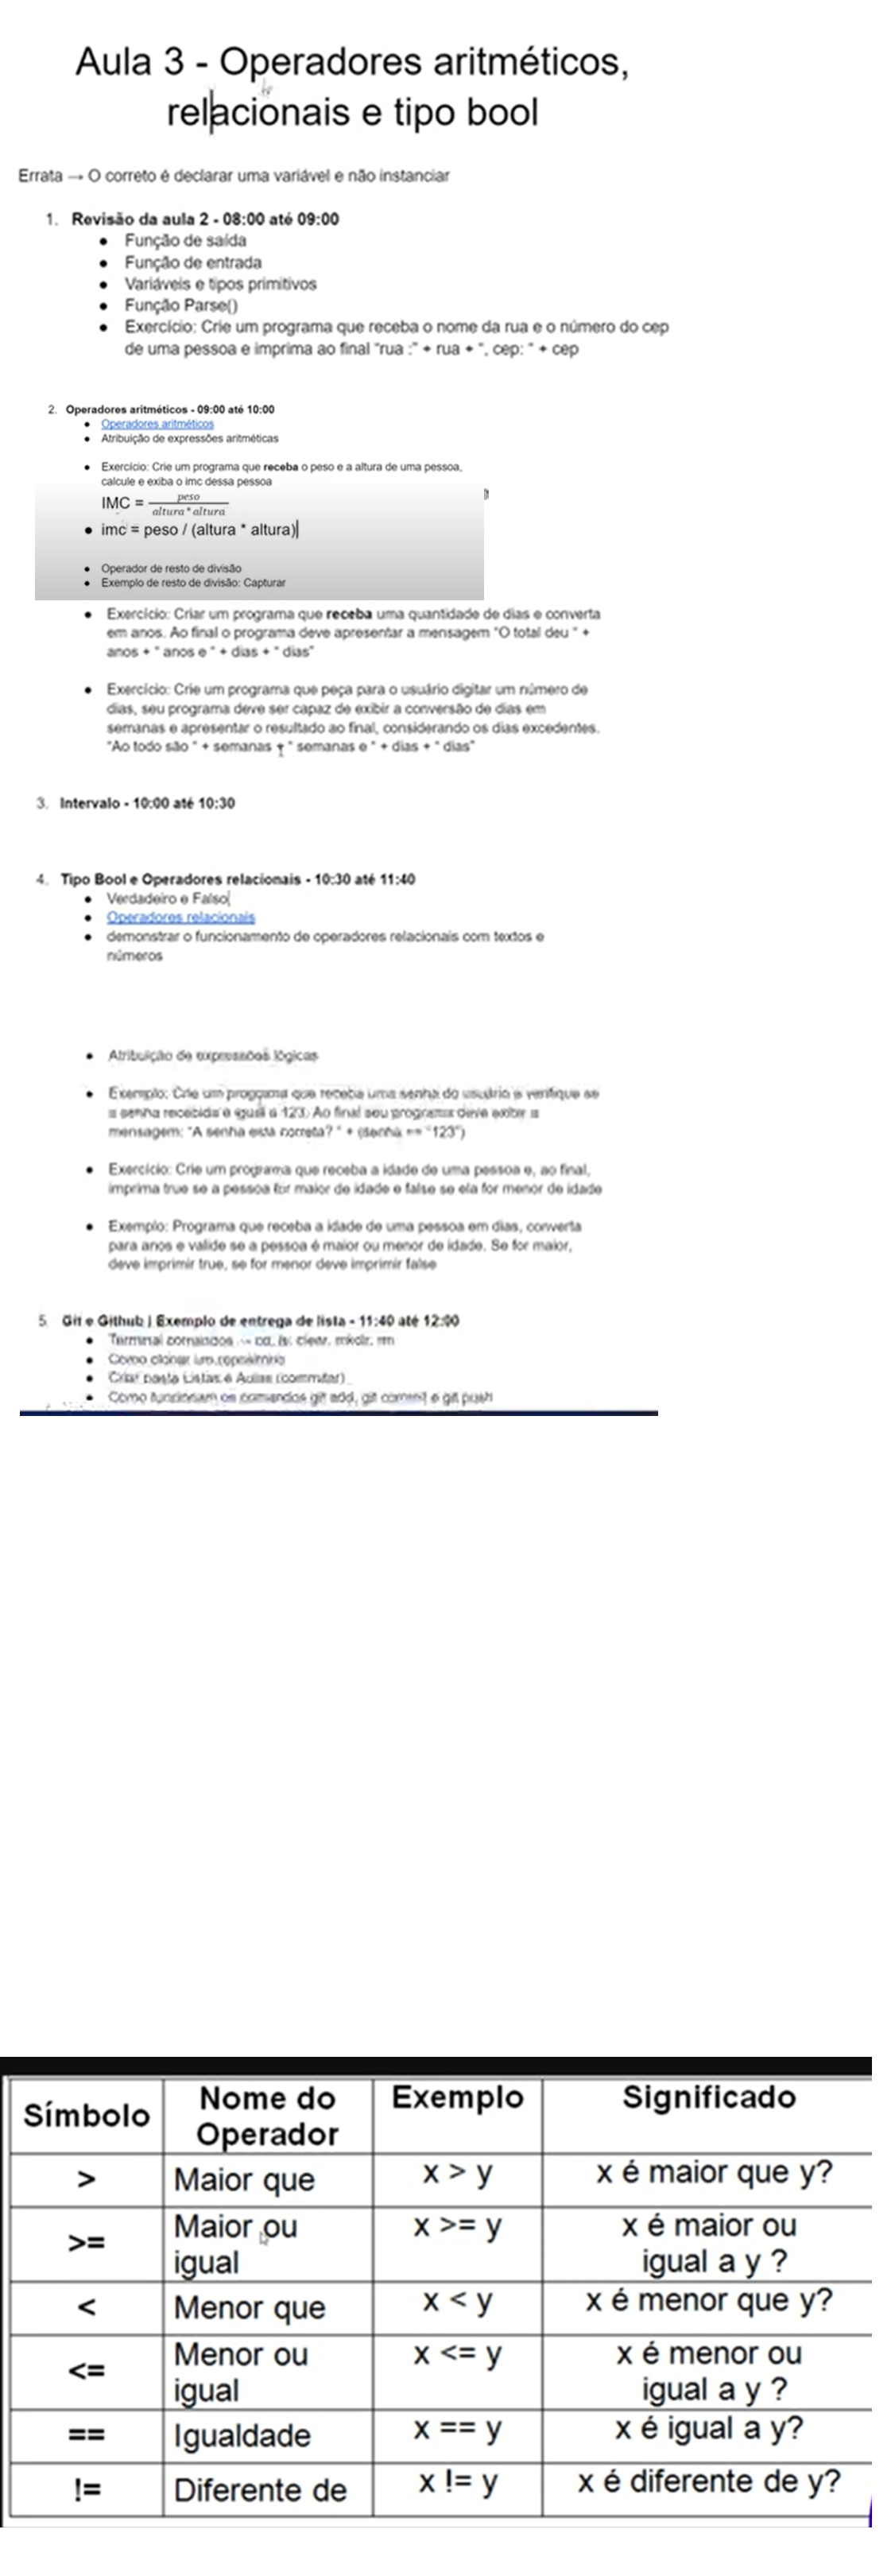 Aula 3 - Operadores aritméticos,
relacionais e tipo bool
Errata → O correto é declarar uma variável e não instanciar
1. Revisão da aula 2 - 08:00 até 09:00
● Função de saída
● Função de entrada
● Variáveis e tipos primitivos
● Função Parse()
● Exercício: Crie um programa que receba o nome da rua e o número do cep
de uma pessoa e imprima ao final "rua :" + rua + ", cep: " + cep
2. Operadores aritméticos - 09:00 até 10:00
● Operadores aritméticos
● Atribuição de expressões aritméticas
● Exercício: Crie um programa que receba o peso e a altura de uma pessoa,
calcule e exiba o imc dessa pessoa
IMC = peso
altura * altura
● imc = peso / (altura * altura)
● Operador de resto de divisão
● Exemplo de resto de divisão: Capturar
● Exercício: Criar um programa que receba uma quantidade de dias e converta
em anos. Ao final o programa deve apresentar a mensagem "O total deu " +
anos + " anos e " + dias + " dias"
● Exercício: Crie um programa que peça para o usuário digitar um número de
dias, seu programa deve ser capaz de exibir a conversão de dias em
semanas e apresentar o resultado ao final, considerando os dias excedentes.
"Ao todo são " + semanas + " semanas e " + dias + " dias"
3. Intervalo - 10:00 até 10:30
4. Tipo Bool e Operadores relacionais - 10:30 até 11:40
● Verdadeiro e Falso
● Operadores relacionais
● demonstrar o funcionamento de operadores relacionais com textos e
números
● Atribuição de expressões lógicas
● Exemplo: Crie um programa que receba uma senha do usuário e verifique se
a senha recebida é igual a 123. Ao final seu programa deve exibir a
mensagem: "A senha está correta? " + (senha == "123")
● Exercício: Crie um programa que receba a idade de uma pessoa e, ao final,
imprima true se a pessoa for maior de idade e false se ela for menor de idade
● Exemplo: Programa que receba a idade de uma pessoa em dias, converta
para anos e valide se a pessoa é maior ou menor de idade. Se for maior,
deve imprimir true, se for menor deve imprimir false
5. Git e Github | Exemplo de entrega de lista - 11:40 até 12:00
● Terminal comandos cd, ls, clear, mkdir, rm
● Como clonar um repositório
● Criar pasta Listas e Aulas (commitar)
● Como funcionam os comandos git add, git commit e git push
Símbolo Nome do Operador Exemplo Significado
> Maior que x > y x é maior que y?
>= Maior ou igual x >= y x é maior ou igual a y ?
< Menor que x < y x é menor que y?
<= Menor ou igual x <= y x é menor ou igual a y ?
== Igualdade x == y x é igual a y?
!= Diferente de x != y x é diferente de y?